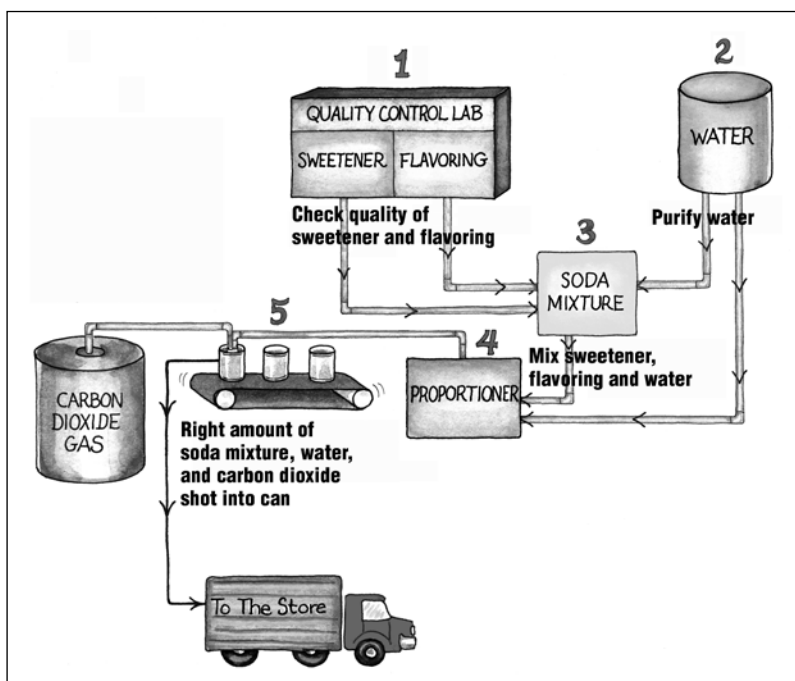 1
QUALITY CONTROL LAB
SWEETENER
FLAVORING
Check quality of
sweetener and flavoring
2
WATER
Purify water
3
SODA
MIXTURE
Mix sweetener,
flavoring and water
4
PROPORTIONER
5
CARBON
DIOXIDE
GAS
Right amount of
soda mixture, water,
and carbon dioxide
shot into can
To The Store